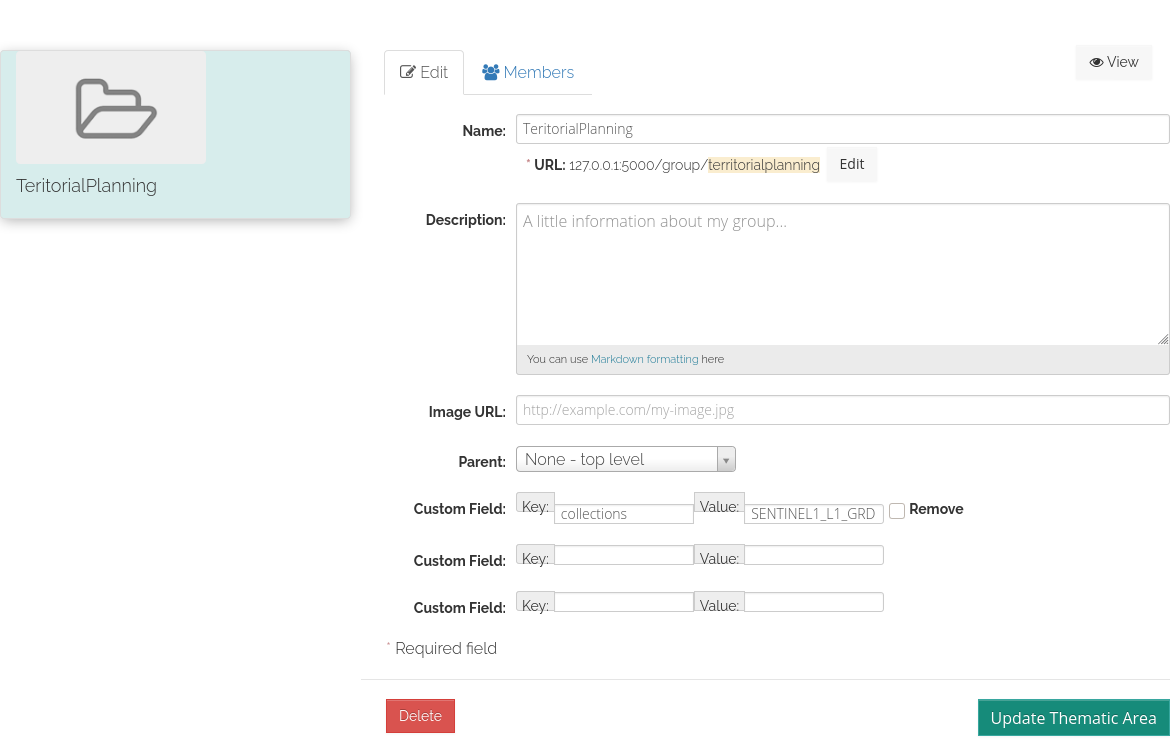 TeritorialPlanning
Edit
Members
View
Name: TeritorialPlanning
* URL: 127.0.0.1:5000/group/territorialplanning Edit
Description: A little information about my group...
You can use Markdown formatting here
Image URL: http://example.com/my-image.jpg
Parent: None - top level
Custom Field: Key: collections Value: SENTINEL1_L1_GRD Remove
Custom Field: Key: Value:
Custom Field: Key: Value:
* Required field
Delete
Update Thematic Area